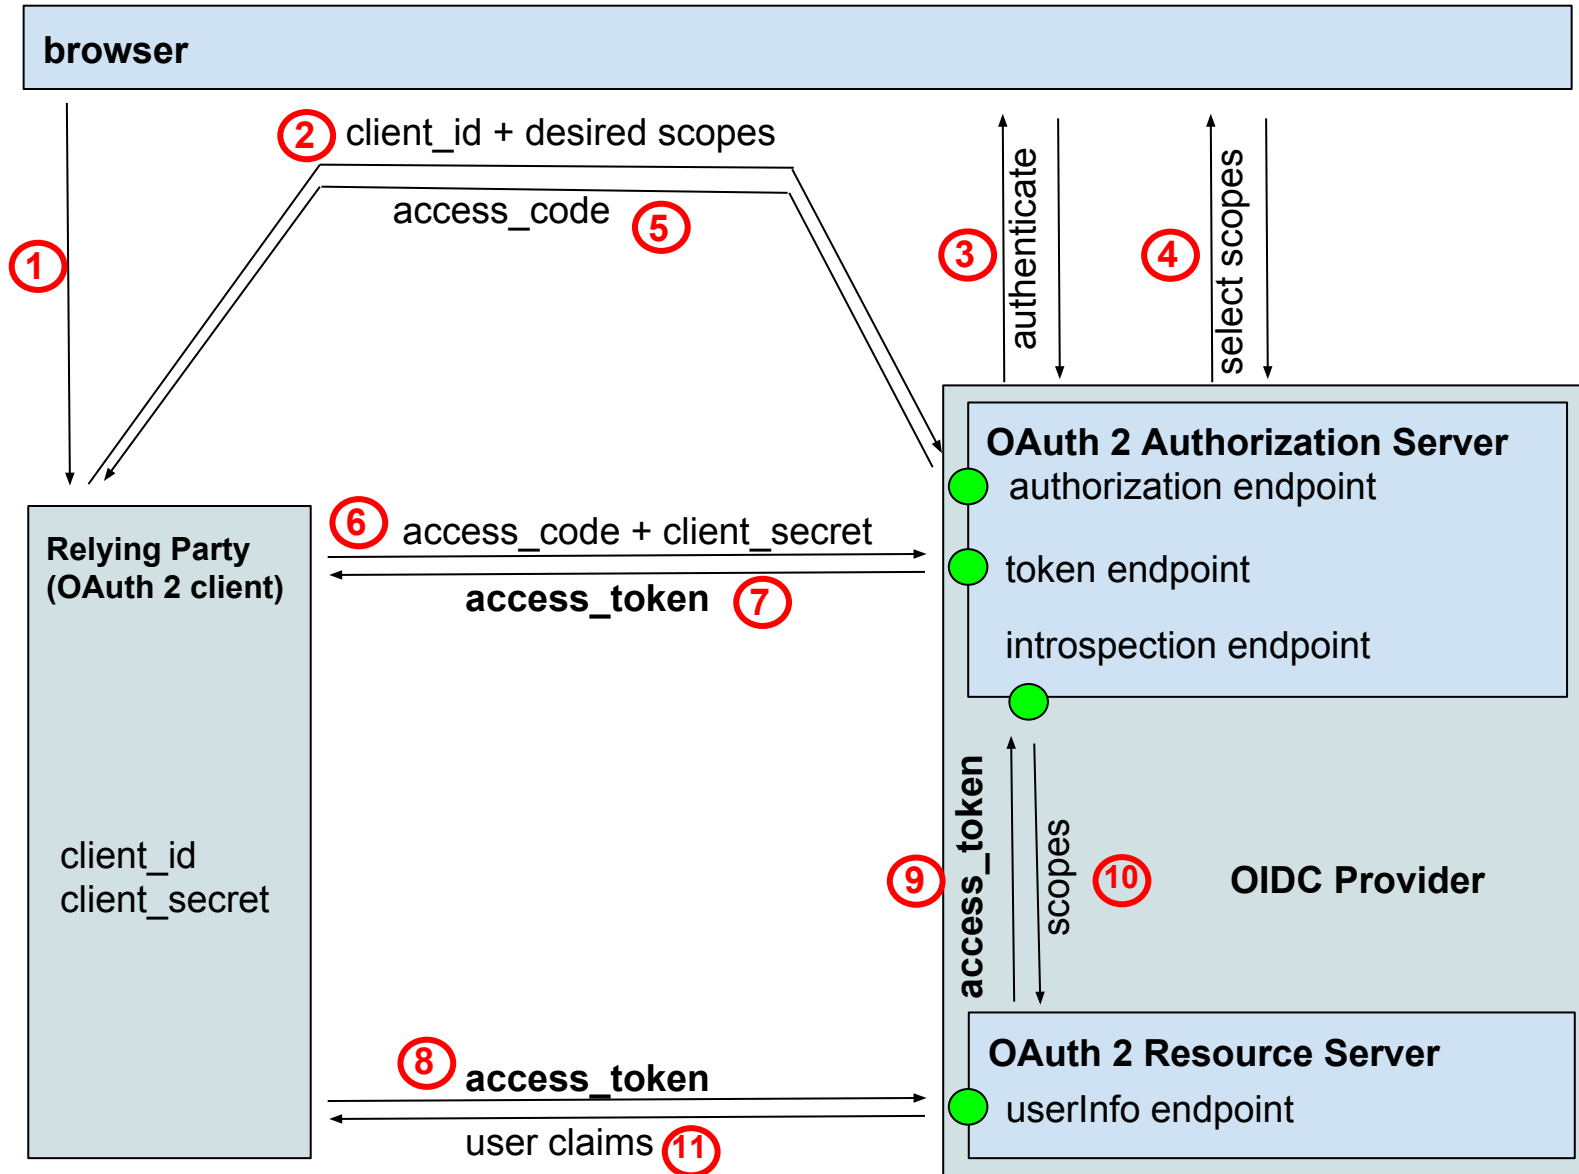 browser
2 client_id + desired scopes
access_code 5
1
3 authenticate
4 select scopes
OAuth 2 Authorization Server
authorization endpoint
token endpoint
introspection endpoint
Relying Party
(OAuth 2 client)
6 access_code + client_secret
access_token 7
client_id
client_secret
9 access_token
scopes 10
OIDC Provider
OAuth 2 Resource Server
userInfo endpoint
8 access_token
user claims 11